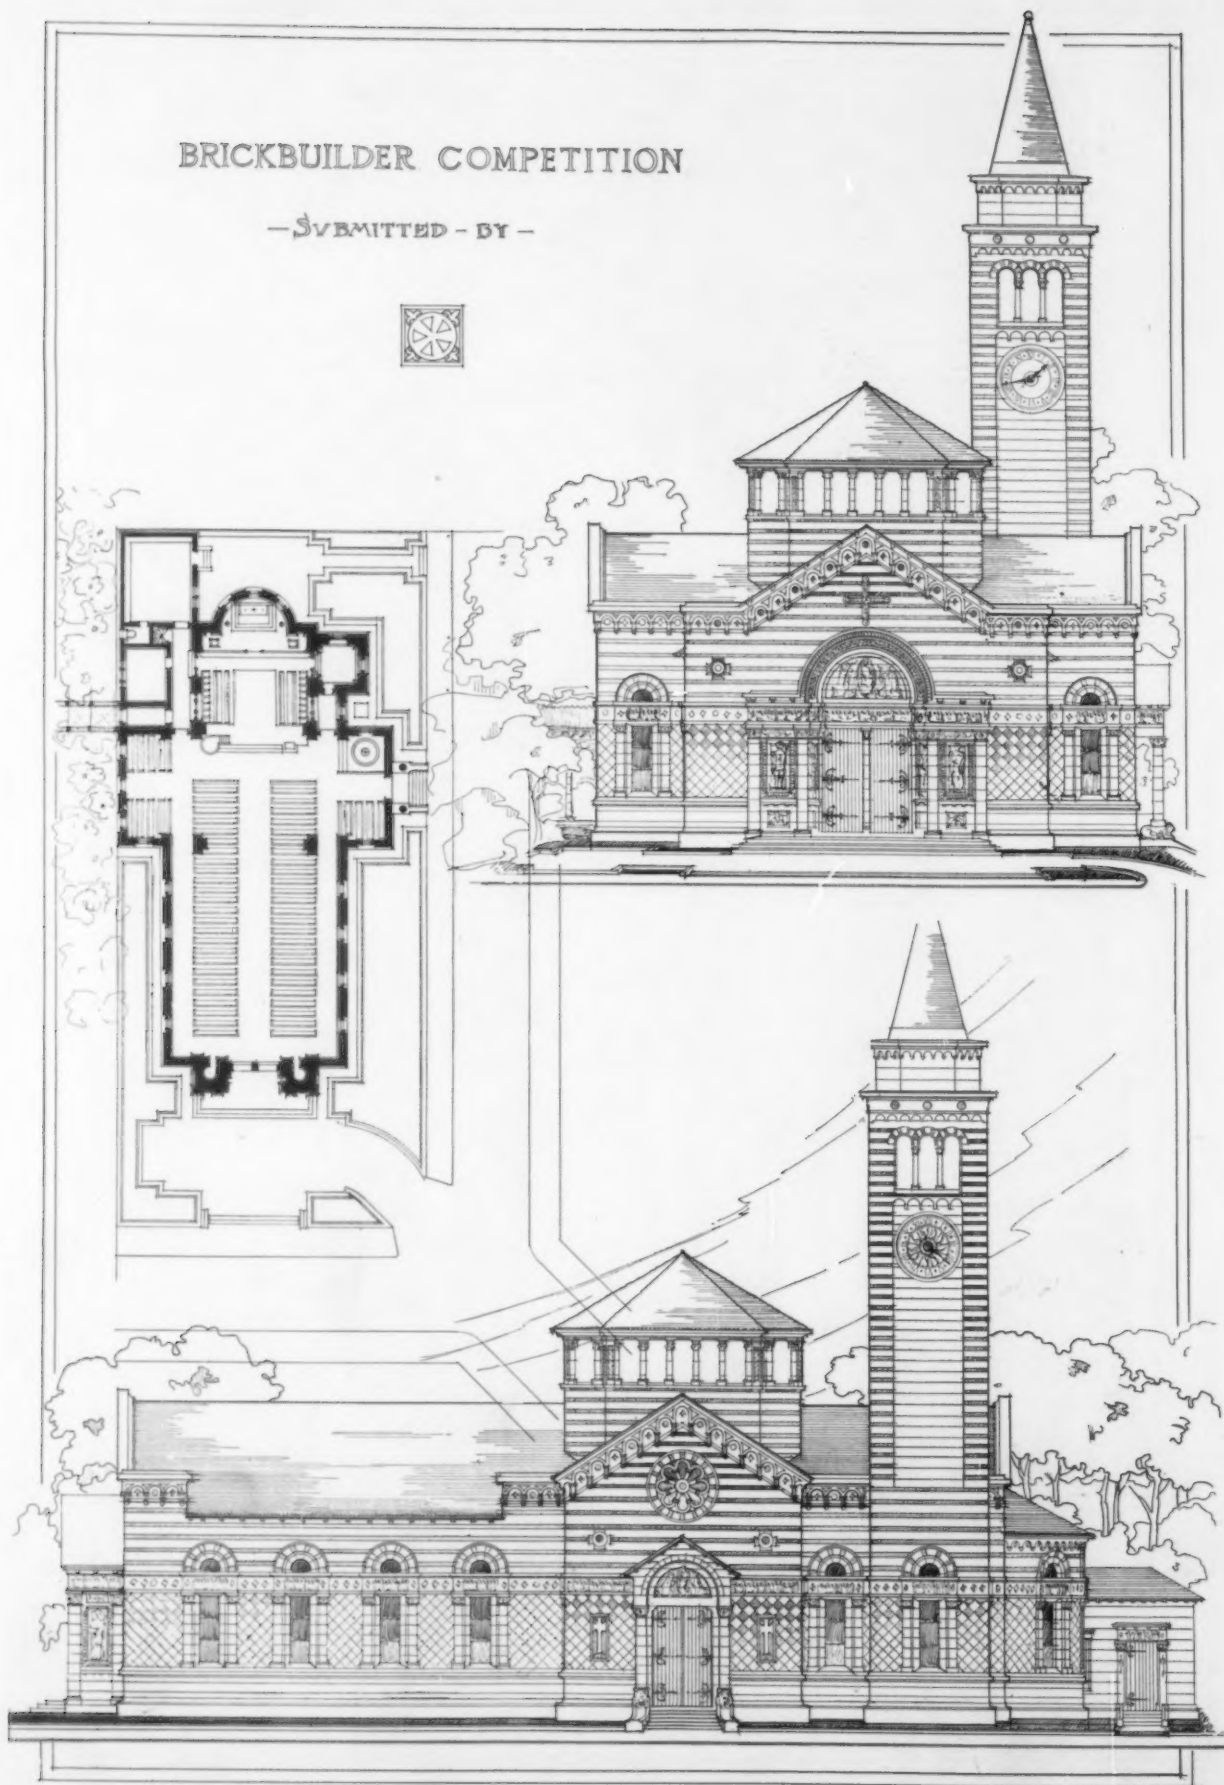 BRICKBUILDER COMPETITION
— SVBMITTED - BY —